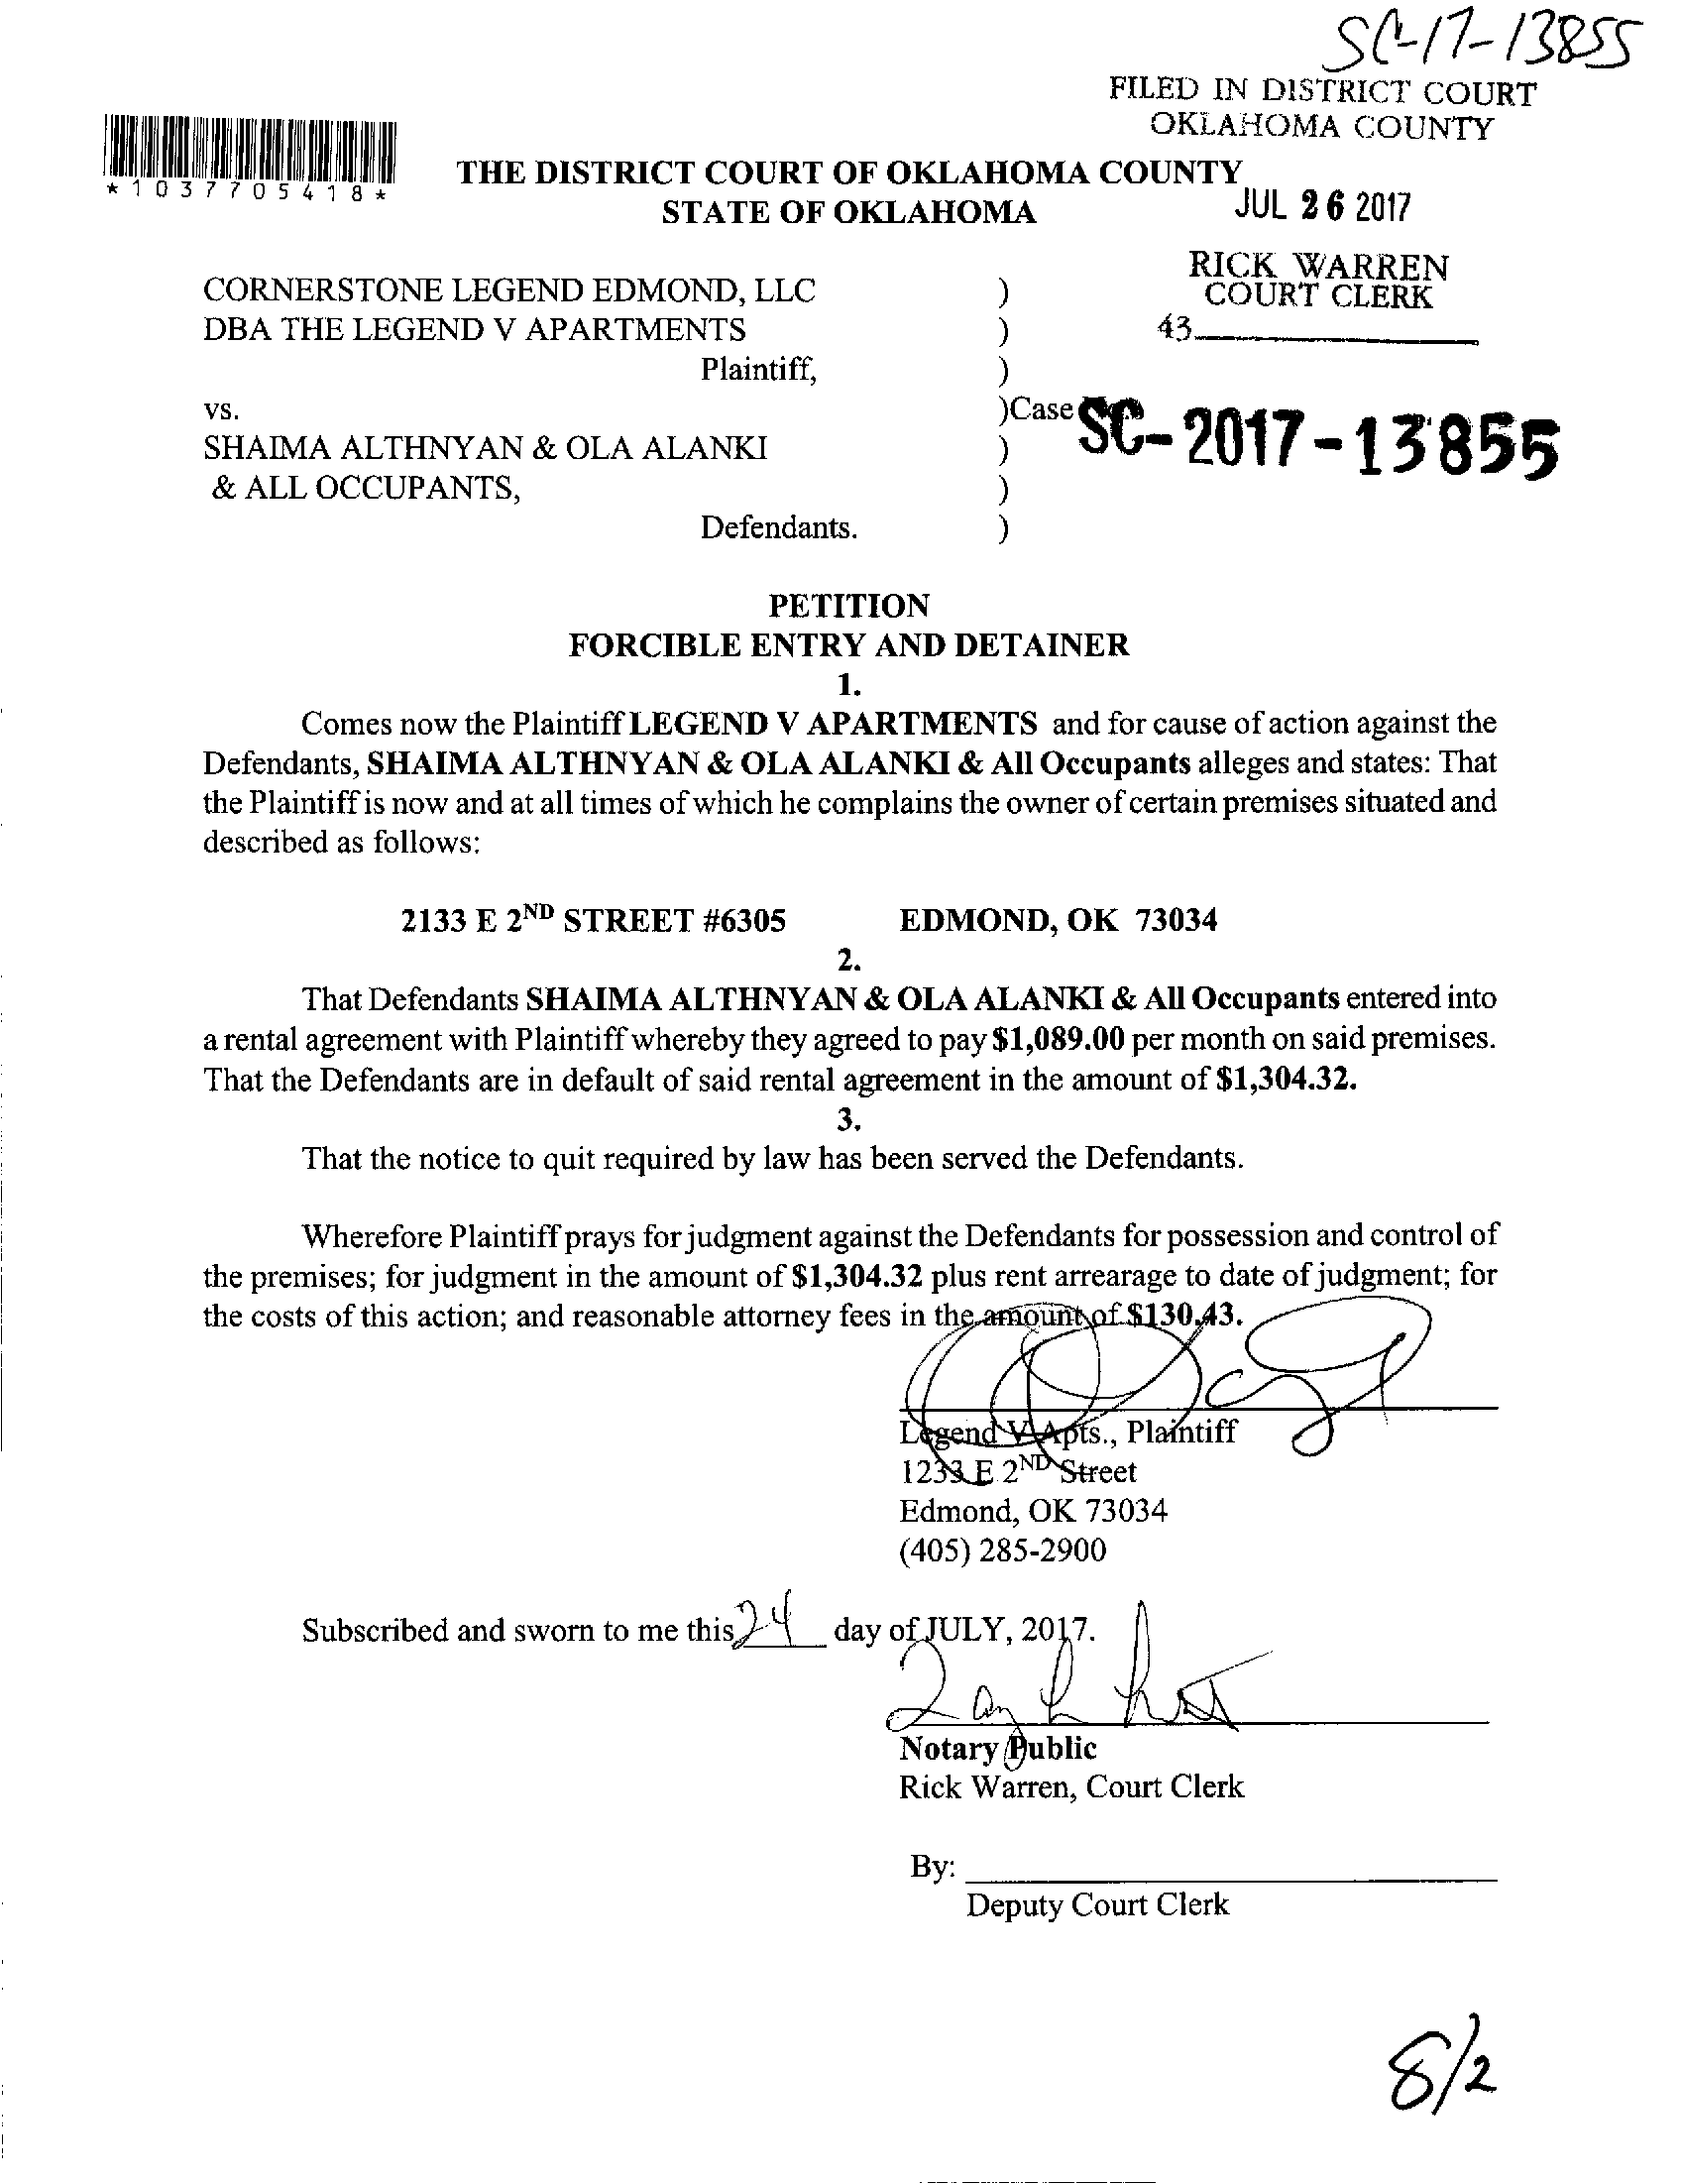 SC-17-13855
FILED IN DISTRICT COURT
OKLAHOMA COUNTY
*1037705418*
THE DISTRICT COURT OF OKLAHOMA COUNTY
STATE OF OKLAHOMA
JUL 26 2017
RICK WARREN
COURT CLERK
43
CORNERSTONE LEGEND EDMOND, LLC )
DBA THE LEGEND V APARTMENTS )
Plaintiff, )
vs. )Case SC-2017-13855
SHAIMA ALTHNYAN & OLA ALANKI )
& ALL OCCUPANTS, )
Defendants. )
PETITION
FORCIBLE ENTRY AND DETAINER
1.
Comes now the Plaintiff LEGEND V APARTMENTS and for cause of action against the
Defendants, SHAIMA ALTHNYAN & OLA ALANKI & All Occupants alleges and states: That
the Plaintiff is now and at all times of which he complains the owner of certain premises situated and
described as follows:
2133 E 2ND STREET #6305 EDMOND, OK 73034
2.
That Defendants SHAIMA ALTHNYAN & OLA ALANKI & All Occupants entered into
a rental agreement with Plaintiff whereby they agreed to pay $1,089.00 per month on said premises.
That the Defendants are in default of said rental agreement in the amount of $1,304.32.
3.
That the notice to quit required by law has been served the Defendants.
Wherefore Plaintiff prays for judgment against the Defendants for possession and control of
the premises; for judgment in the amount of $1,304.32 plus rent arrearage to date of judgment; for
the costs of this action; and reasonable attorney fees in the amount of $130.43.
Legend V Apts., Plaintiff
1233 E 2ND Street
Edmond, OK 73034
(405) 285-2900
Subscribed and sworn to me this 24 day of JULY, 2017.
Notary Public
Rick Warren, Court Clerk
By:
Deputy Court Clerk
8/2